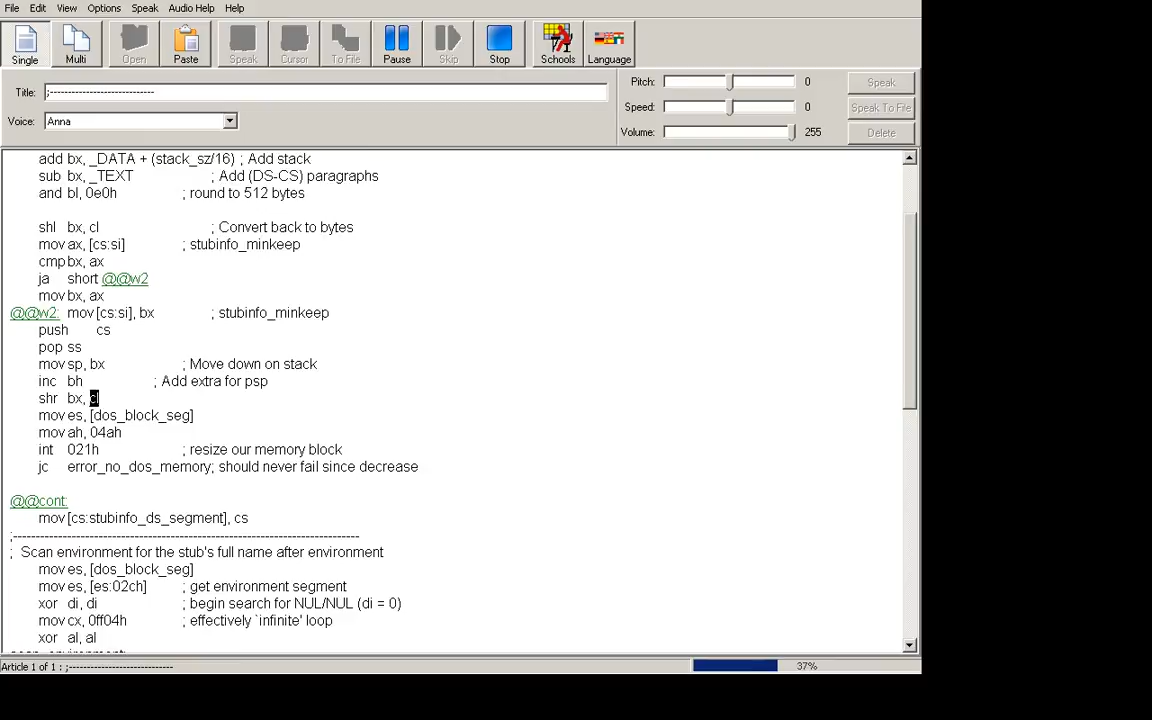 File Edit View Options Speak Audio Help Help
Single Multi Open Paste Speak Cursor To File Pause Skip Stop Schools Language
Title: ;----------------------------
Pitch: 0 Speak
Voice: Anna
Speed: 0 Speak To File
Volume: 255 Delete
add bx, _DATA + (stack_sz/16) ; Add stack
sub bx, _TEXT ; Add (DS-CS) paragraphs
and bl, 0e0h ; round to 512 bytes
shl bx, cl ; Convert back to bytes
mov ax, [cs:si] ; stubinfo_minkeep
cmp bx, ax
ja short @@w2
mov bx, ax
@@w2: mov [cs:si], bx ; stubinfo_minkeep
push cs
pop ss
mov sp, bx ; Move down on stack
inc bh ; Add extra for psp
shr bx, cl
mov es, [dos_block_seg]
mov ah, 04ah
int 021h ; resize our memory block
jc error_no_dos_memory; should never fail since decrease
@@cont:
mov [cs:stubinfo_ds_segment], cs
;-----------------------------------------------------------------------------
; Scan environment for the stub's full name after environment
mov es, [dos_block_seg]
mov es, [es:02ch] ; get environment segment
xor di, di ; begin search for NUL/NUL (di = 0)
mov cx, 0ff04h ; effectively `infinite' loop
xor al, al
Article 1 of 1 : ;---------------------------- 37%